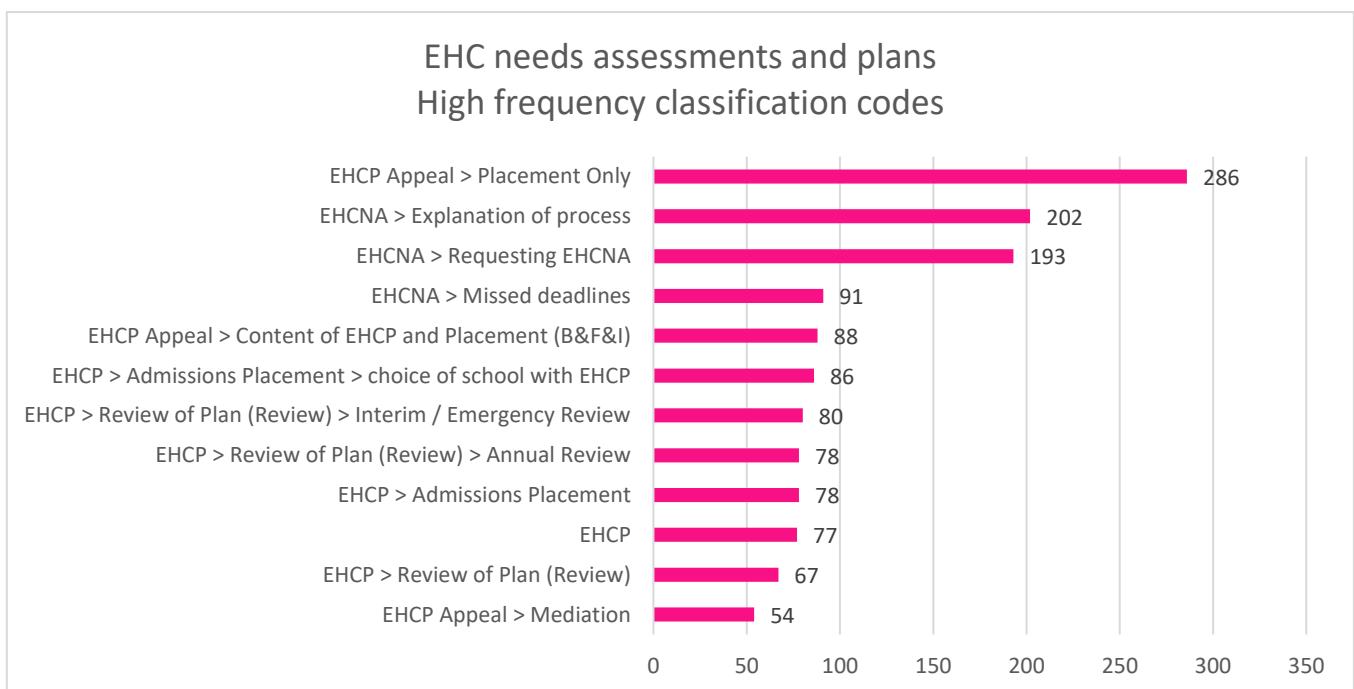 EHC needs assessments and plans
High frequency classification codes
EHCP Appeal > Placement Only 286
EHCNA > Explanation of process 202
EHCNA > Requesting EHCNA 193
EHCNA > Missed deadlines 91
EHCP Appeal > Content of EHCP and Placement (B&F&I) 88
EHCP > Admissions Placement > choice of school with EHCP 86
EHCP > Review of Plan (Review) > Interim / Emergency Review 80
EHCP > Review of Plan (Review) > Annual Review 78
EHCP > Admissions Placement 78
EHCP 77
EHCP > Review of Plan (Review) 67
EHCP Appeal > Mediation 54
0 50 100 150 200 250 300 350